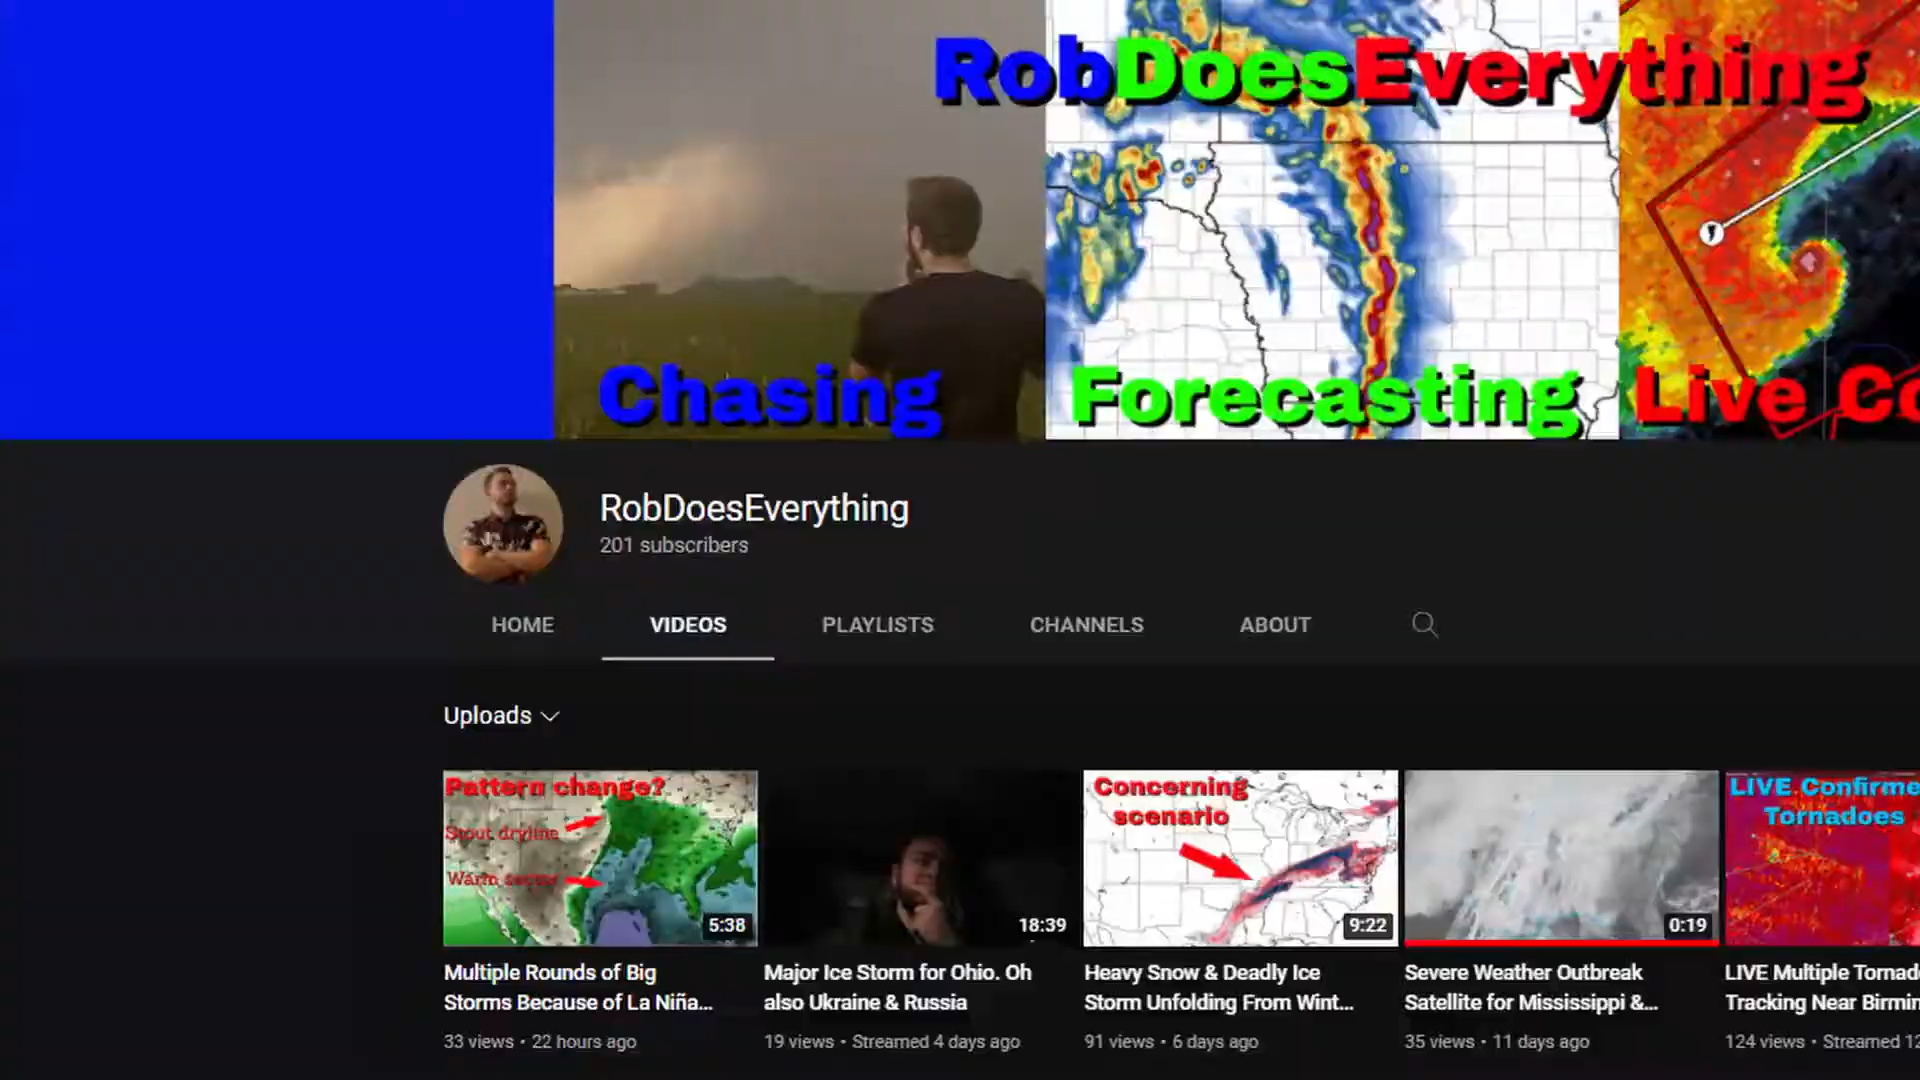 RobDoesEverything
Chasing
Forecasting
Live Co
RobDoesEverything
201 subscribers
HOME
VIDEOS
PLAYLISTS
CHANNELS
ABOUT
Uploads
Pattern change?
Stout dryline
Warm sector
5:38
18:39
Concerning
scenario
9:22
0:19
LIVE Confirme
Tornadoes
Multiple Rounds of Big
Storms Because of La Niña...
33 views • 22 hours ago
Major Ice Storm for Ohio. Oh
also Ukraine & Russia
19 views • Streamed 4 days ago
Heavy Snow & Deadly Ice
Storm Unfolding From Wint...
91 views • 6 days ago
Severe Weather Outbreak
Satellite for Mississippi &...
35 views • 11 days ago
LIVE Multiple Tornad
Tracking Near Birmin
124 views • Streamed 12